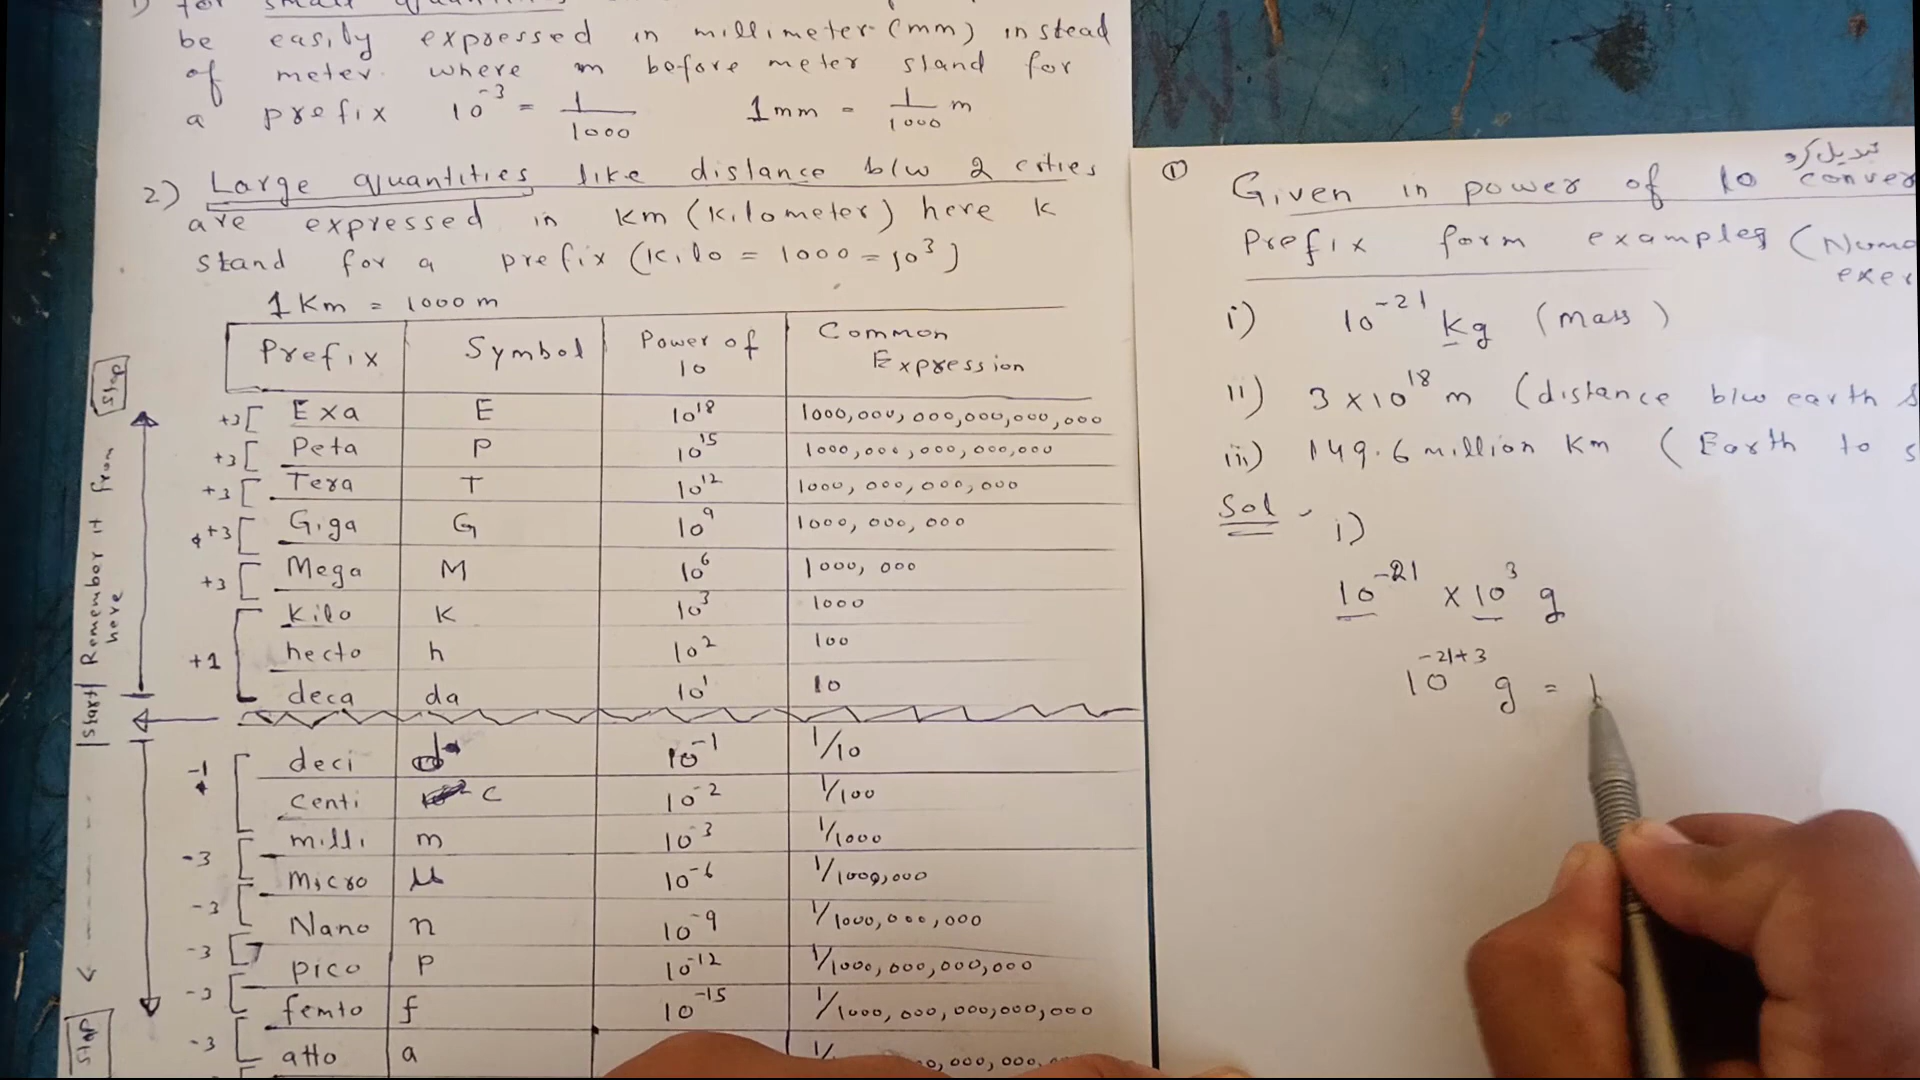 1) for small quantities
be easily expressed in millimeter (mm) instead
of meter where m before meter stand for
a prefix 10^-3 = 1/1000 1mm = 1/1000 m
2) Large quantities like distance b/w 2 cities
are expressed in Km (Kilometer) here K
stand for a prefix (Kilo = 1000 = 10^3)
1 Km = 1000 m
Prefix Symbol Power of 10 Common Expression
+3 Exa E 10^18 1000,000,000,000,000,000
+3 Peta P 10^15 1000,000,000,000,000
+3 Tera T 10^12 1000,000,000,000
+3 Giga G 10^9 1000,000,000
+3 Mega M 10^6 1000,000
Kilo K 10^3 1000
+1 hecto h 10^2 100
deca da 10^1 10
-1 deci d 10^-1 1/10
centi c 10^-2 1/100
-3 milli m 10^-3 1/1000
-3 Micro μ 10^-6 1/1000,000
-3 Nano n 10^-9 1/1000,000,000
-3 pico p 10^-12 1/1000,000,000,000
femto f 10^-15 1/1000,000,000,000,000
-3 atto a
Stop
Remember it from here
Start
Stop
① Given in power of 10 تبدیل کرو
Prefix form examples
i) 10^-21 kg (mass)
ii) 3 x 10^18 m (distance b/w earth
iii) 149.6 million Km (Earth to
Sol - i)
10^-21 x 10^3 g
10^-21+3 g = 1